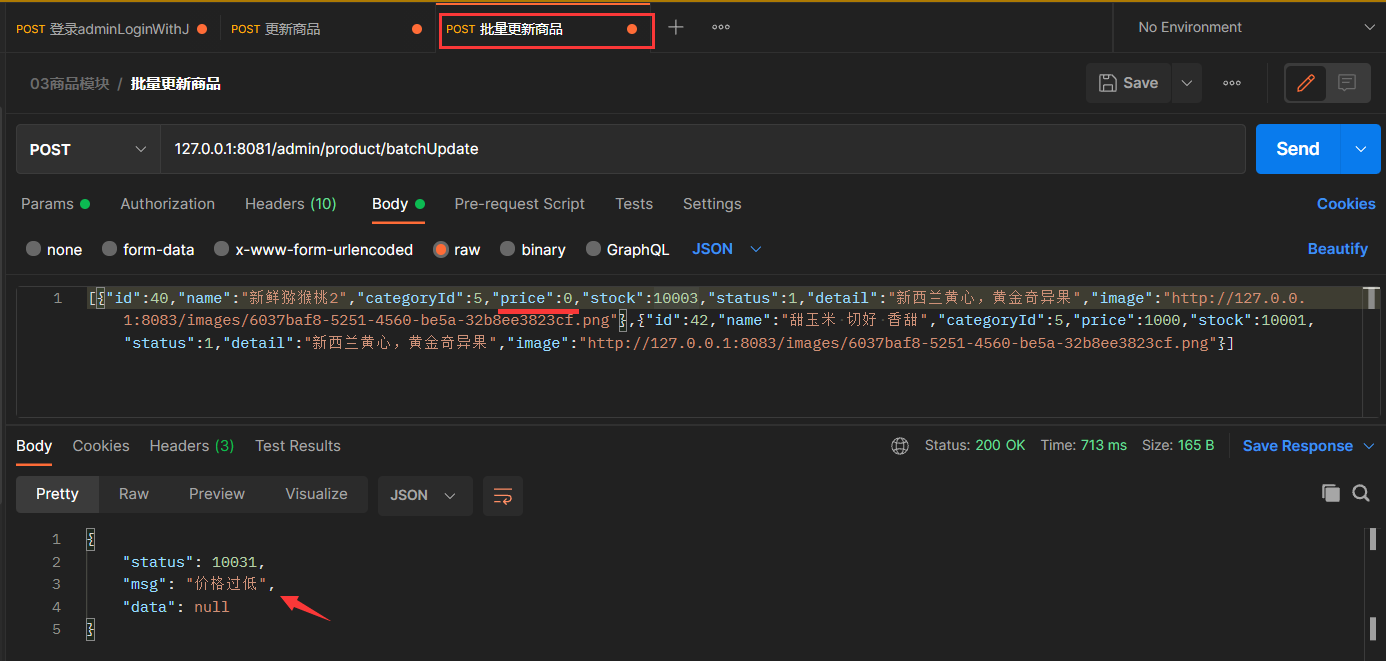 POST 登录adminLoginWithJ POST 更新商品 POST 批量更新商品 No Environment
03商品模块 / 批量更新商品 Save
POST 127.0.0.1:8081/admin/product/batchUpdate Send
Params Authorization Headers (10) Body Pre-request Script Tests Settings Cookies
none form-data x-www-form-urlencoded raw binary GraphQL JSON Beautify
1 [{"id":40,"name":"新鲜猕猴桃2","categoryId":5,"price":0,"stock":10003,"status":1,"detail":"新西兰黄心，黄金奇异果","image":"http://127.0.0.
1:8083/images/6037baf8-5251-4560-be5a-32b8ee3823cf.png"},{"id":42,"name":"甜玉米 切好 香甜","categoryId":5,"price":1000,"stock":10001,
"status":1,"detail":"新西兰黄心，黄金奇异果","image":"http://127.0.0.1:8083/images/6037baf8-5251-4560-be5a-32b8ee3823cf.png"}]
Body Cookies Headers (3) Test Results Status: 200 OK Time: 713 ms Size: 165 B Save Response
Pretty Raw Preview Visualize JSON
1 {
2 "status": 10031,
3 "msg": "价格过低",
4 "data": null
5 }